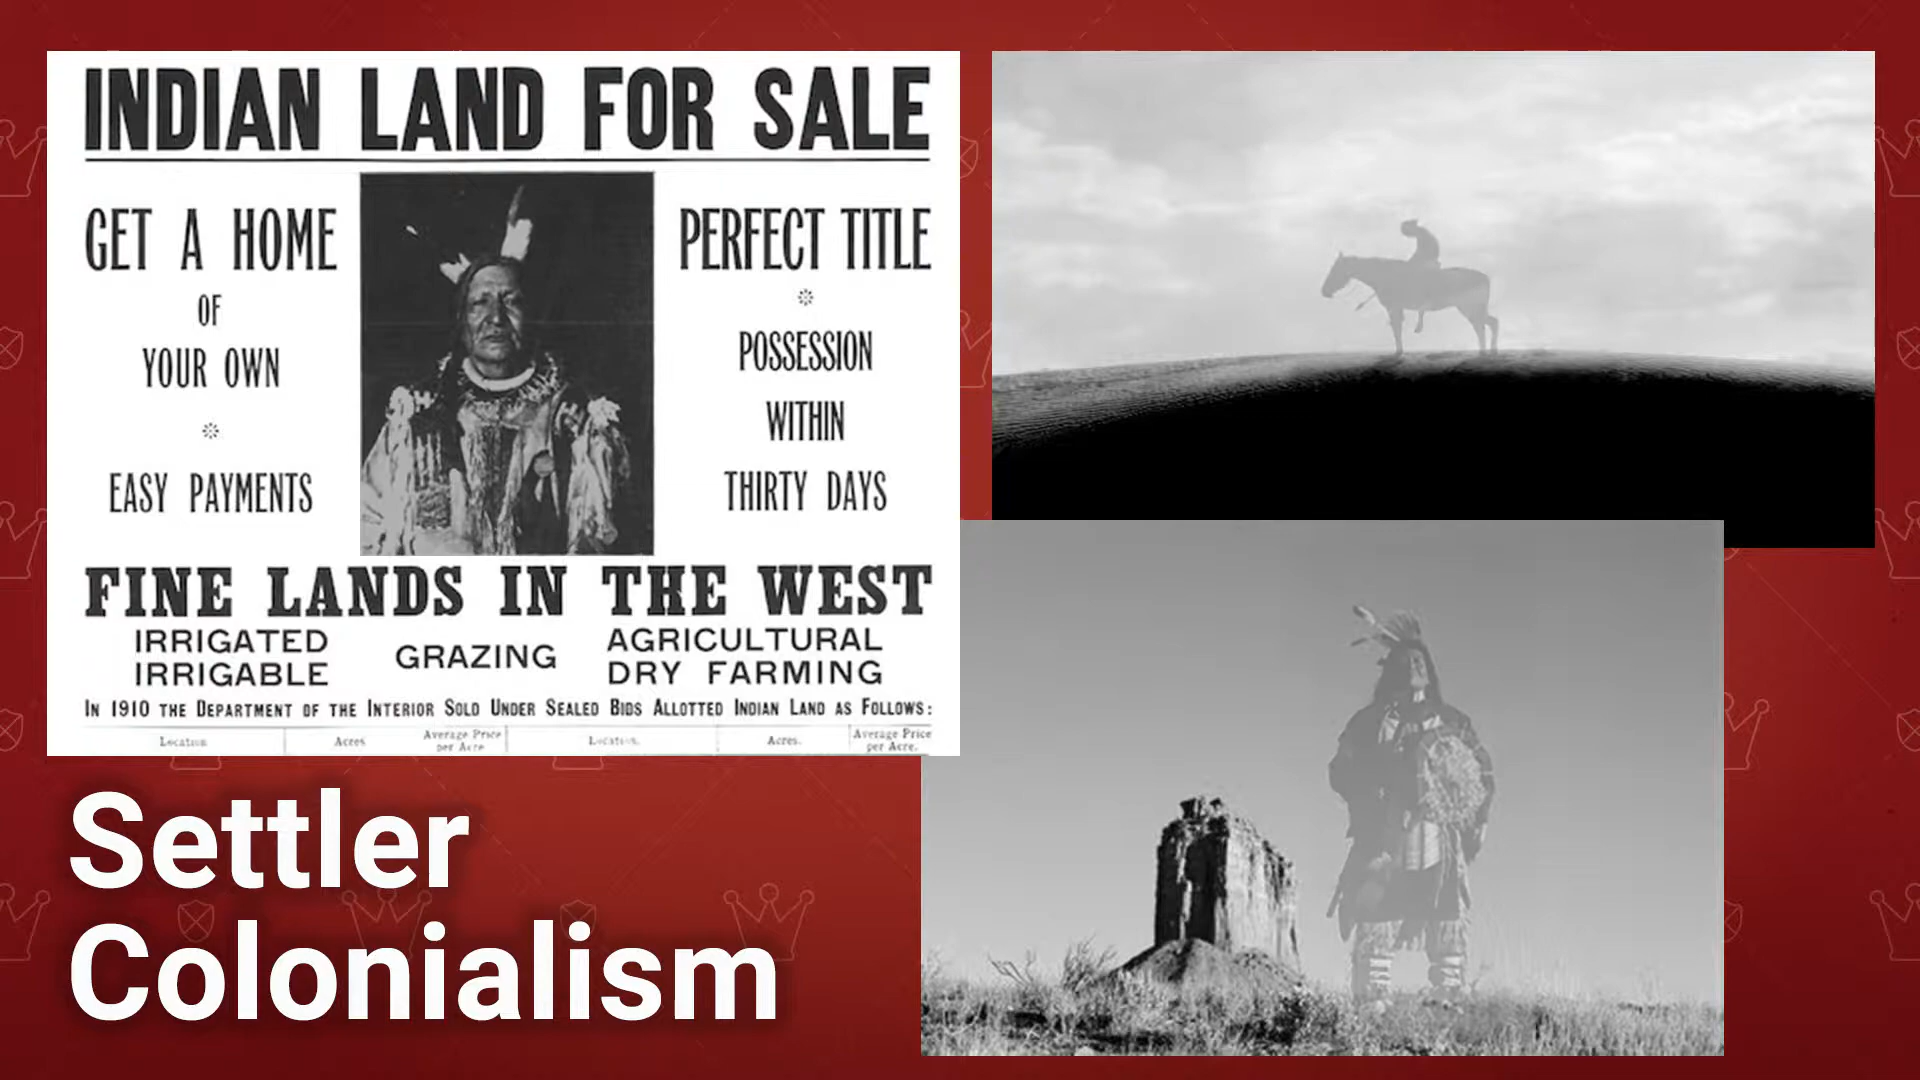 INDIAN LAND FOR SALE
GET A HOME
OF
YOUR OWN
EASY PAYMENTS
PERFECT TITLE
POSSESSION
WITHIN
THIRTY DAYS
FINE LANDS IN THE WEST
IRRIGATED
IRRIGABLE
GRAZING
AGRICULTURAL
DRY FARMING
IN 1910 THE DEPARTMENT OF THE INTERIOR SOLD UNDER SEALED BIDS ALLOTTED INDIAN LAND AS FOLLOWS:
Location Acres Average Price per Acre Location. Acres. Average Price per Acre.
Settler
Colonialism